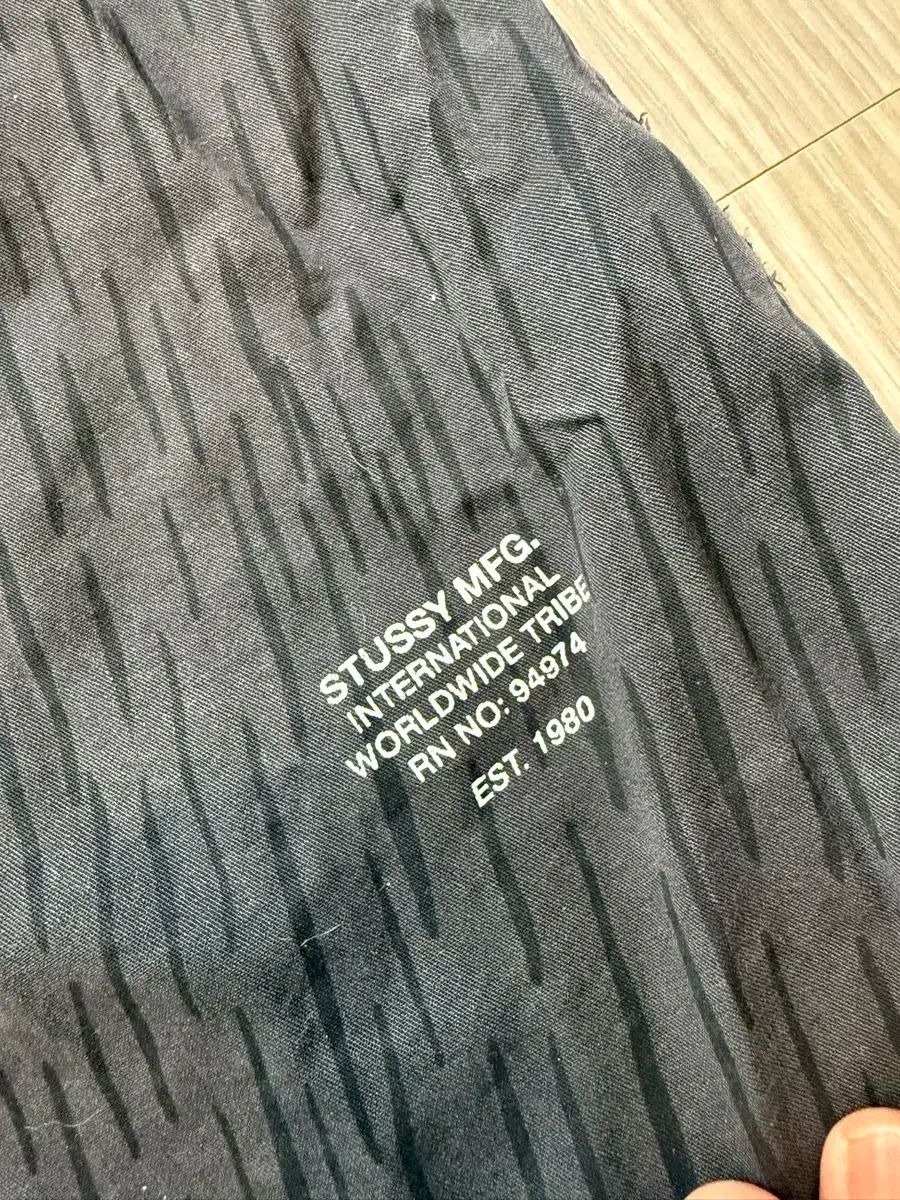 STUSSY MFG.
INTERNATIONAL
WORLDWIDE TRIBE
RN NO: 94974
EST. 1980